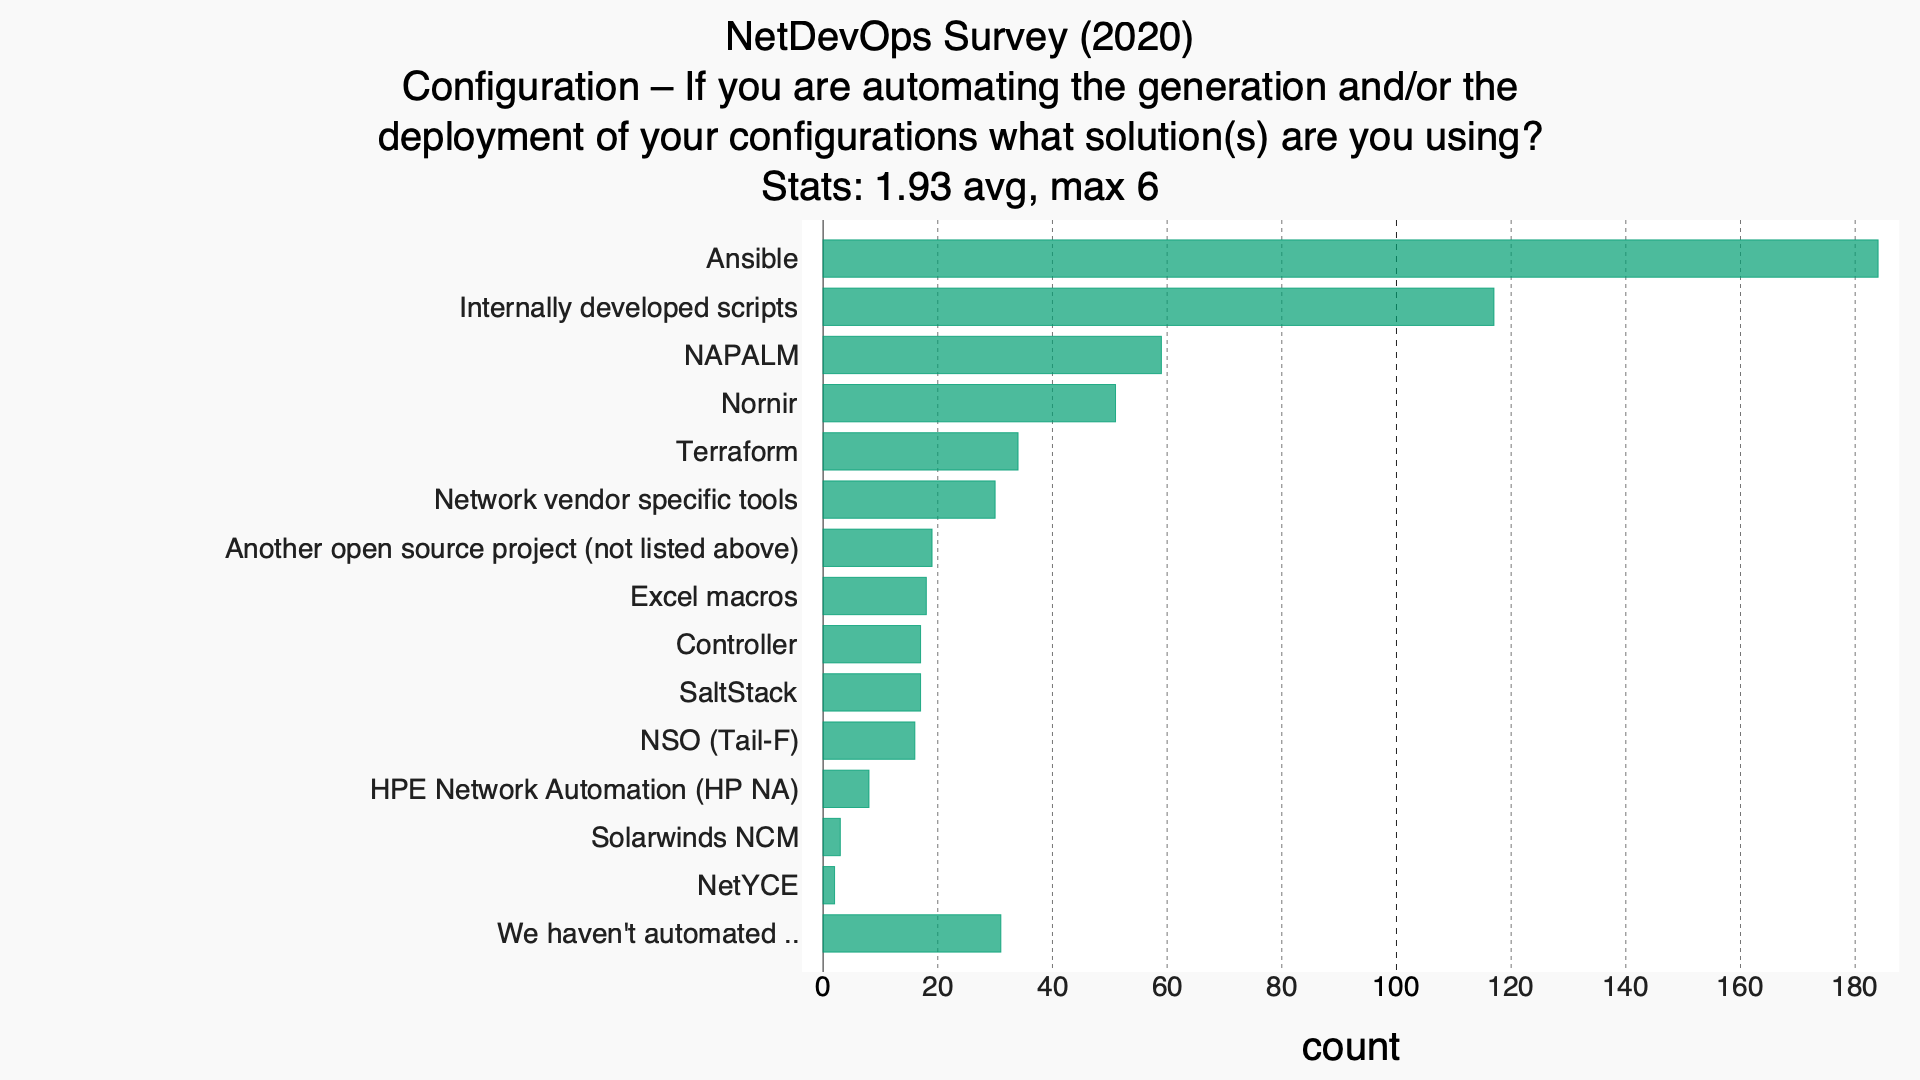 NetDevOps Survey (2020)
Configuration – If you are automating the generation and/or the
deployment of your configurations what solution(s) are you using?
Stats: 1.93 avg, max 6
Ansible
Internally developed scripts
NAPALM
Nornir
Terraform
Network vendor specific tools
Another open source project (not listed above)
Excel macros
Controller
SaltStack
NSO (Tail-F)
HPE Network Automation (HP NA)
Solarwinds NCM
NetYCE
We haven't automated ..
0 20 40 60 80 100 120 140 160 180
count